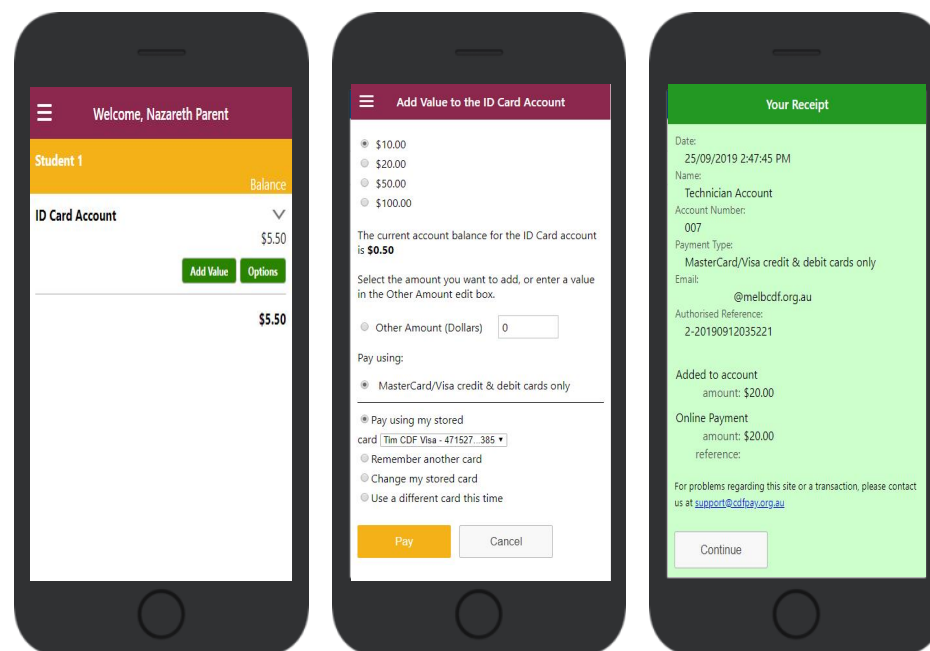 Welcome, Nazareth Parent
Student 1
Balance
ID Card Account
$5.50
Add Value
Options
$5.50
Add Value to the ID Card Account
$10.00
$20.00
$50.00
$100.00
The current account balance for the ID Card account
is $0.50
Select the amount you want to add, or enter a value
in the Other Amount edit box.
Other Amount (Dollars) 0
Pay using:
MasterCard/Visa credit & debit cards only
Pay using my stored
card Tim CDF Visa - 471527...385
Remember another card
Change my stored card
Use a different card this time
Pay
Cancel
Your Receipt
Date:
25/09/2019 2:47:45 PM
Name:
Technician Account
Account Number:
007
Payment Type:
MasterCard/Visa credit & debit cards only
Email:
@melbcdf.org.au
Authorised Reference:
2-20190912035221
Added to account
amount: $20.00
Online Payment
amount: $20.00
reference:
For problems regarding this site or a transaction, please contact
us at support@cdfpay.org.au
Continue